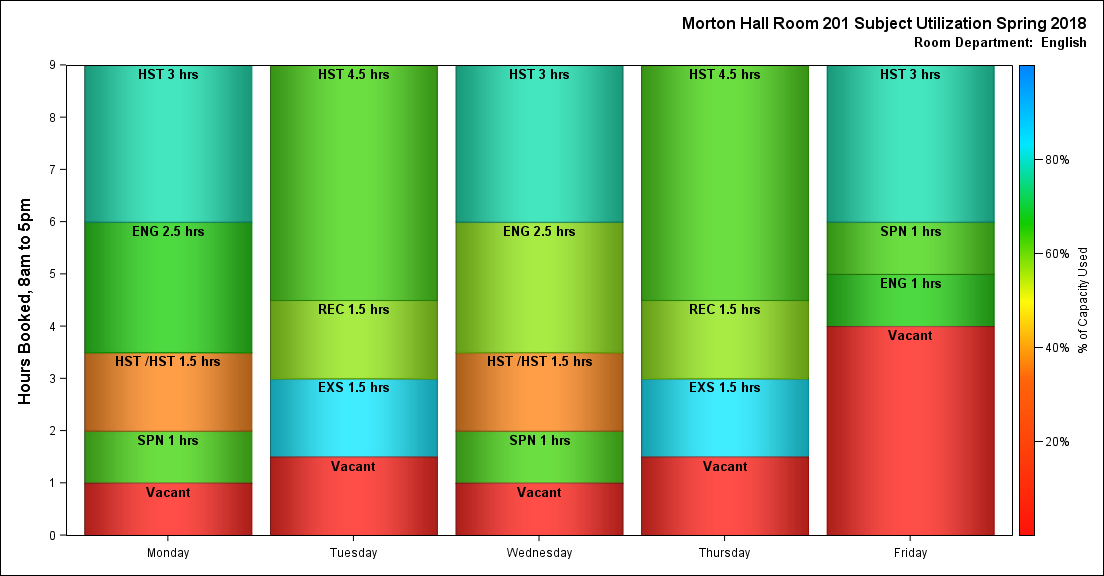 Morton Hall Room 201 Subject Utilization Spring 2018
Room Department: English
Hours Booked, 8am to 5pm
9
8
7
6
5
4
3
2
1
0
HST 3 hrs
ENG 2.5 hrs
HST /HST 1.5 hrs
SPN 1 hrs
Vacant
Monday
HST 4.5 hrs
REC 1.5 hrs
EXS 1.5 hrs
Vacant
Tuesday
HST 3 hrs
ENG 2.5 hrs
HST /HST 1.5 hrs
SPN 1 hrs
Vacant
Wednesday
HST 4.5 hrs
REC 1.5 hrs
EXS 1.5 hrs
Vacant
Thursday
HST 3 hrs
SPN 1 hrs
ENG 1 hrs
Vacant
Friday
80%
60%
40%
20%
% of Capacity Used